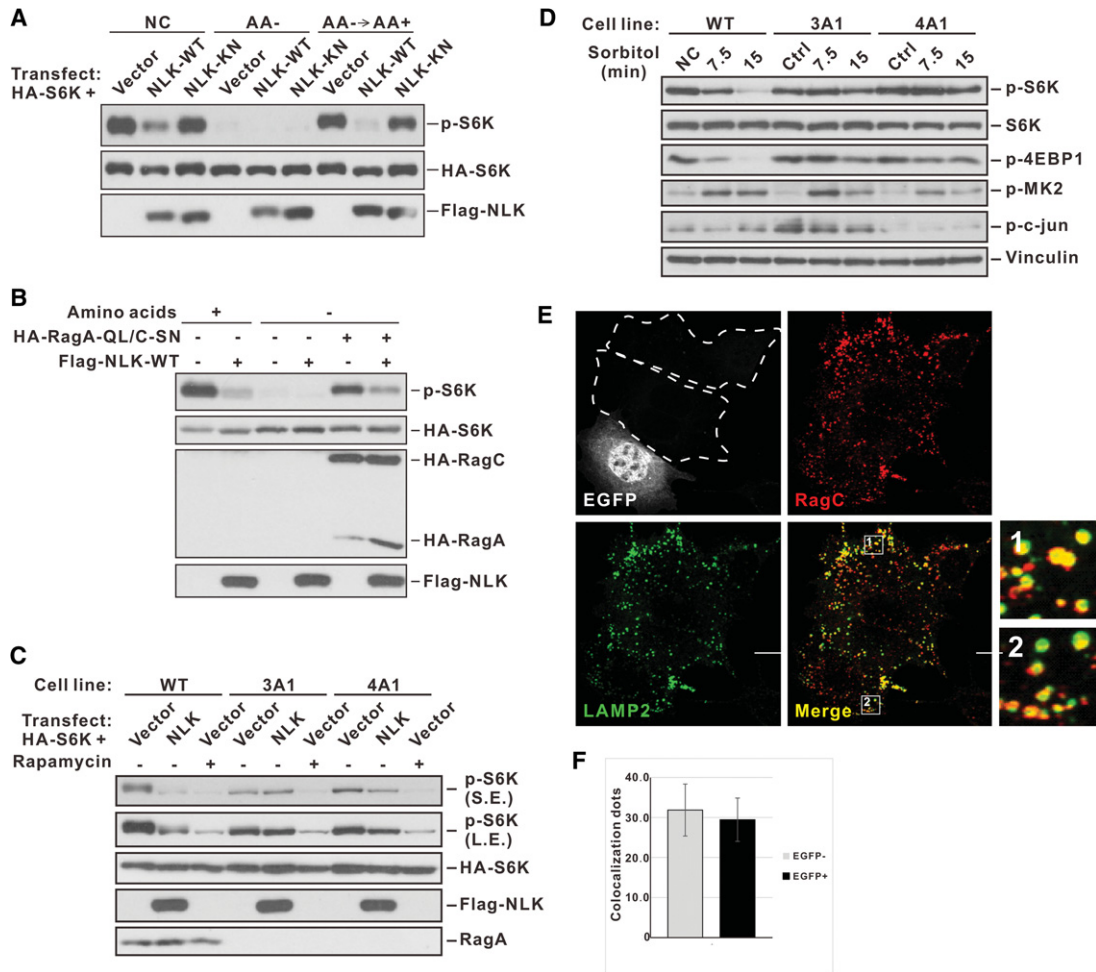 A
NC AA- AA-→AA+
Transfect:
HA-S6K +
Vector NLK-WT NLK-KN Vector NLK-WT NLK-KN Vector NLK-WT NLK-KN
p-S6K
HA-S6K
Flag-NLK
B
Amino acids + -
HA-RagA-QL/C-SN - - - - + +
Flag-NLK-WT - + - + - +
p-S6K
HA-S6K
HA-RagC
HA-RagA
Flag-NLK
C
Cell line: WT 3A1 4A1
Transfect:
HA-S6K +
Vector NLK Vector Vector NLK Vector Vector NLK Vector
Rapamycin - - + - - + - - +
p-S6K
(S.E.)
p-S6K
(L.E.)
HA-S6K
Flag-NLK
RagA
D
Cell line: WT 3A1 4A1
Sorbitol
(min)
NC 7.5 15 Ctrl 7.5 15 Ctrl 7.5 15
p-S6K
S6K
p-4EBP1
p-MK2
p-c-jun
Vinculin
E
EGFP
RagC
LAMP2
Merge
1
2
1
2
F
Colocalization dots
40.0
30.0
20.0
10.0
0
EGFP-
EGFP+